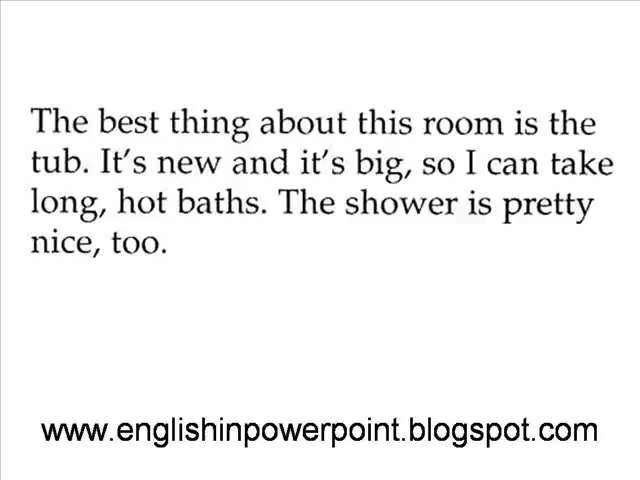 The best thing about this room is the
tub. It's new and it's big, so I can take
long, hot baths. The shower is pretty
nice, too.
www.englishinpowerpoint.blogspot.com